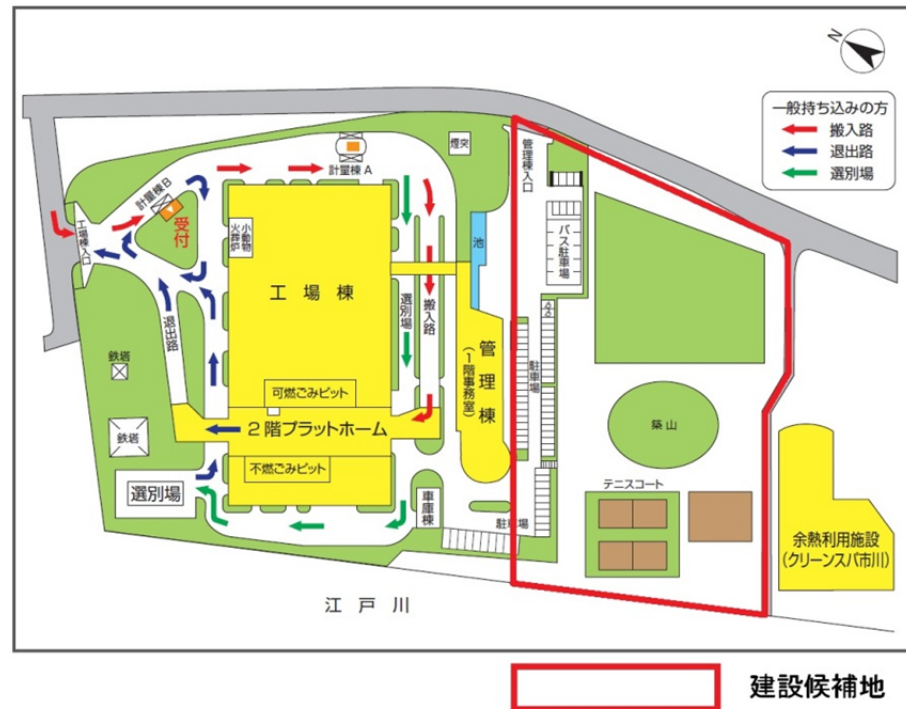 N
一般持ち込みの方
搬入路
退出路
選別場
煙突
計量棟 A
管理棟入口
計量棟 B
受付
工場棟入口
小動物
火葬炉
バス駐車場
池
工場棟
選別場
搬入路
管理棟
(1階事務室)
駐車場
退出路
鉄塔
可燃ごみピット
築山
鉄塔
2階プラットホーム
不燃ごみピット
テニスコート
選別場
車庫棟
駐車場
余熱利用施設
(クリーンスパ市川)
江戸川
建設候補地